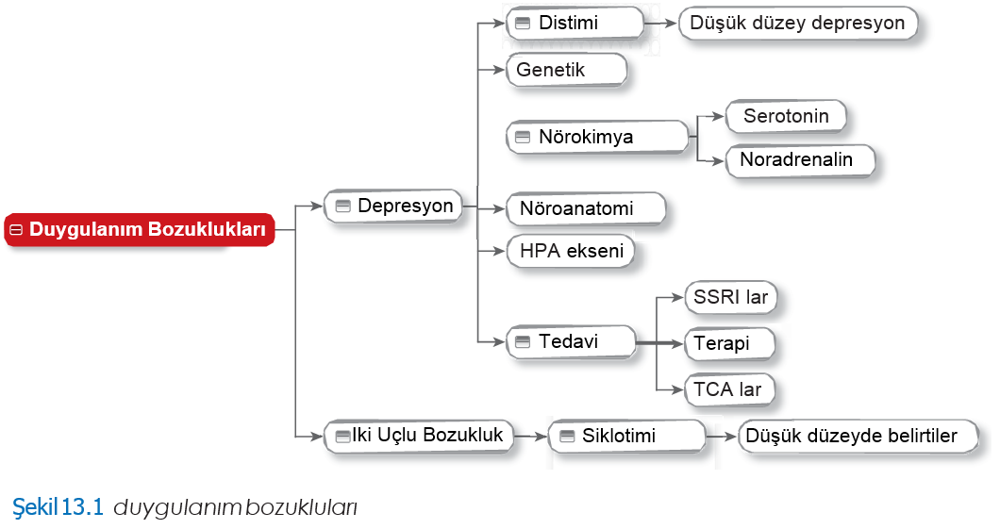 Distimi
Düşük düzey depresyon
Genetik
Serotonin
Nörokimya
Noradrenalin
Depresyon
Nöroanatomi
Duygulanım Bozuklukları
HPA ekseni
SSRI lar
Tedavi
Terapi
TCA lar
Iki Uçlu Bozukluk
Siklotimi
Düşük düzeyde belirtiler
Şekil 13.1 duygulanım bozukluları